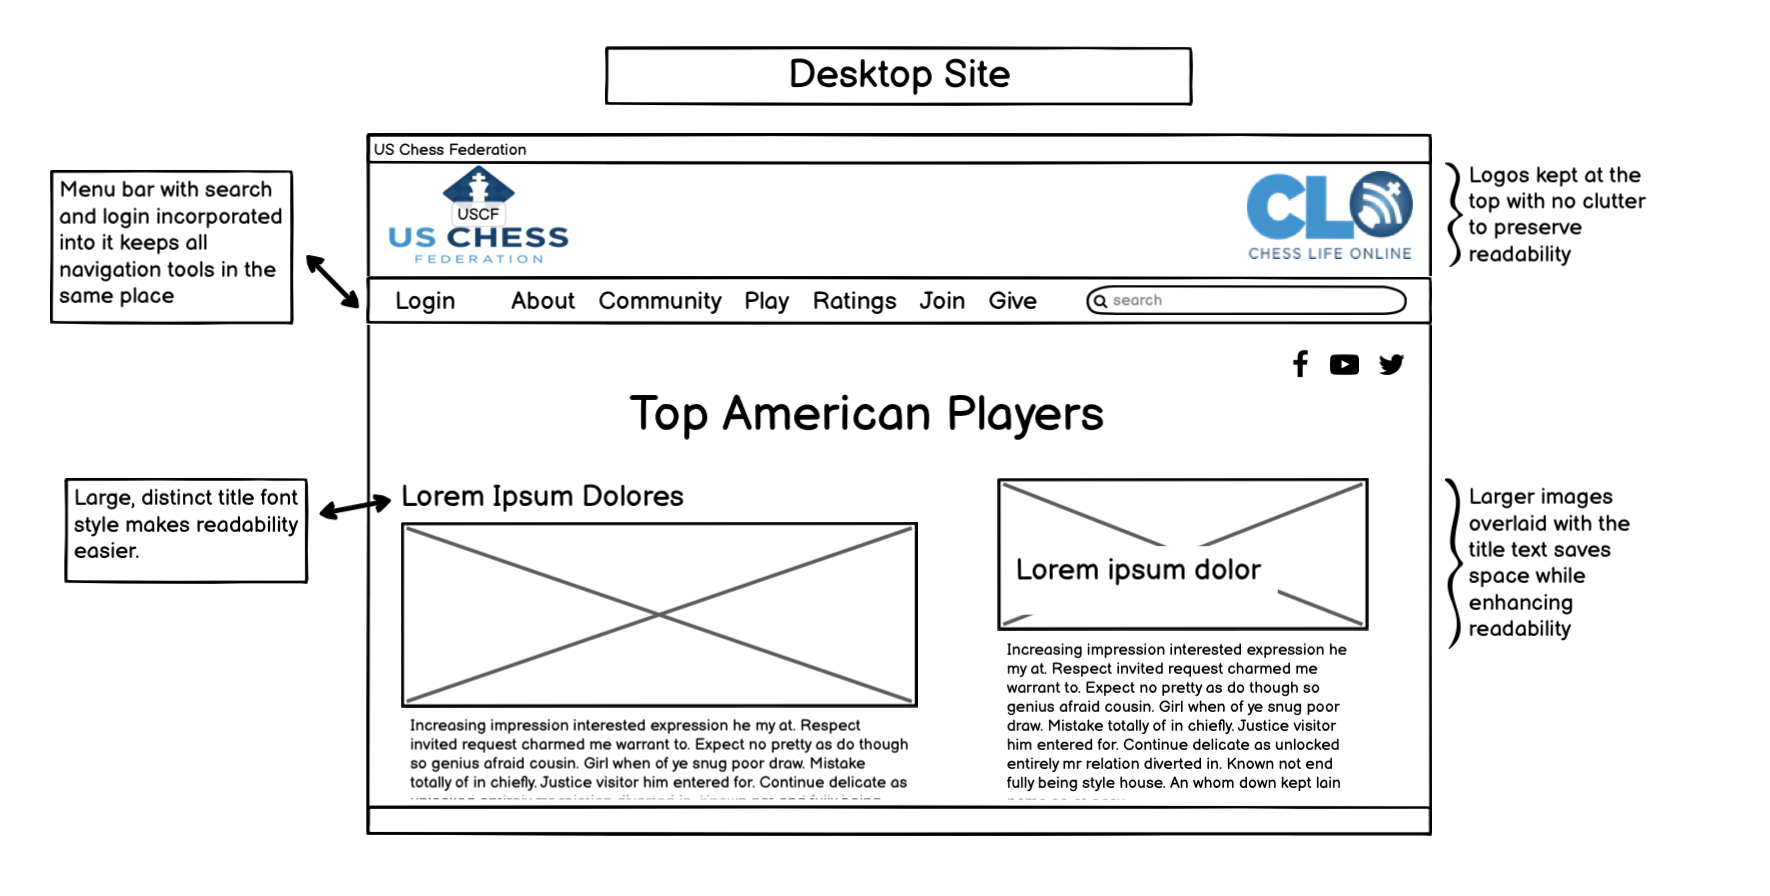 Desktop Site
US Chess Federation
Menu bar with search
and login incorporated
into it keeps all
navigation tools in the
same place
USCF
US CHESS
FEDERATION
CLO
CHESS LIFE ONLINE
Logos kept at the
top with no clutter
to preserve
readability
Login About Community Play Ratings Join Give search
Top American Players
Large, distinct title font
style makes readability
easier.
Lorem Ipsum Dolores
Increasing impression interested expression he my at. Respect
invited request charmed me warrant to. Expect no pretty as do though
so genius afraid cousin. Girl when of ye snug poor draw. Mistake
totally of in chiefly. Justice visitor him entered for. Continue delicate as
Lorem ipsum dolor
Increasing impression interested expression he
my at. Respect invited request charmed me
warrant to. Expect no pretty as do though so
genius afraid cousin. Girl when of ye snug poor
draw. Mistake totally of in chiefly. Justice visitor
him entered for. Continue delicate as unlocked
entirely mr relation diverted in. Known not end
fully being style house. An whom down kept lain
Larger images
overlaid with the
title text saves
space while
enhancing
readability